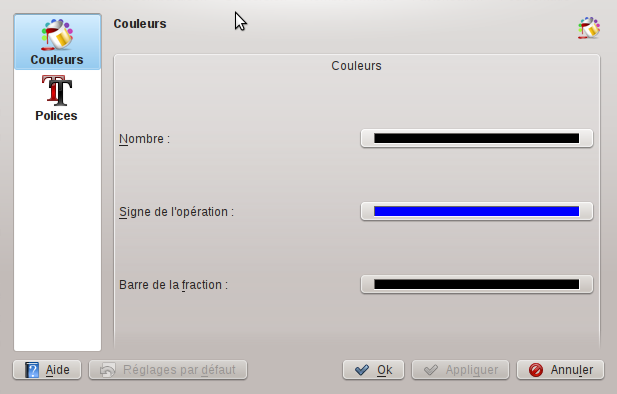 Couleurs
Couleurs
Polices
Couleurs
Nombre :
Signe de l'opération :
Barre de la fraction :
Aide
Réglages par défaut
Ok
Appliquer
Annuler